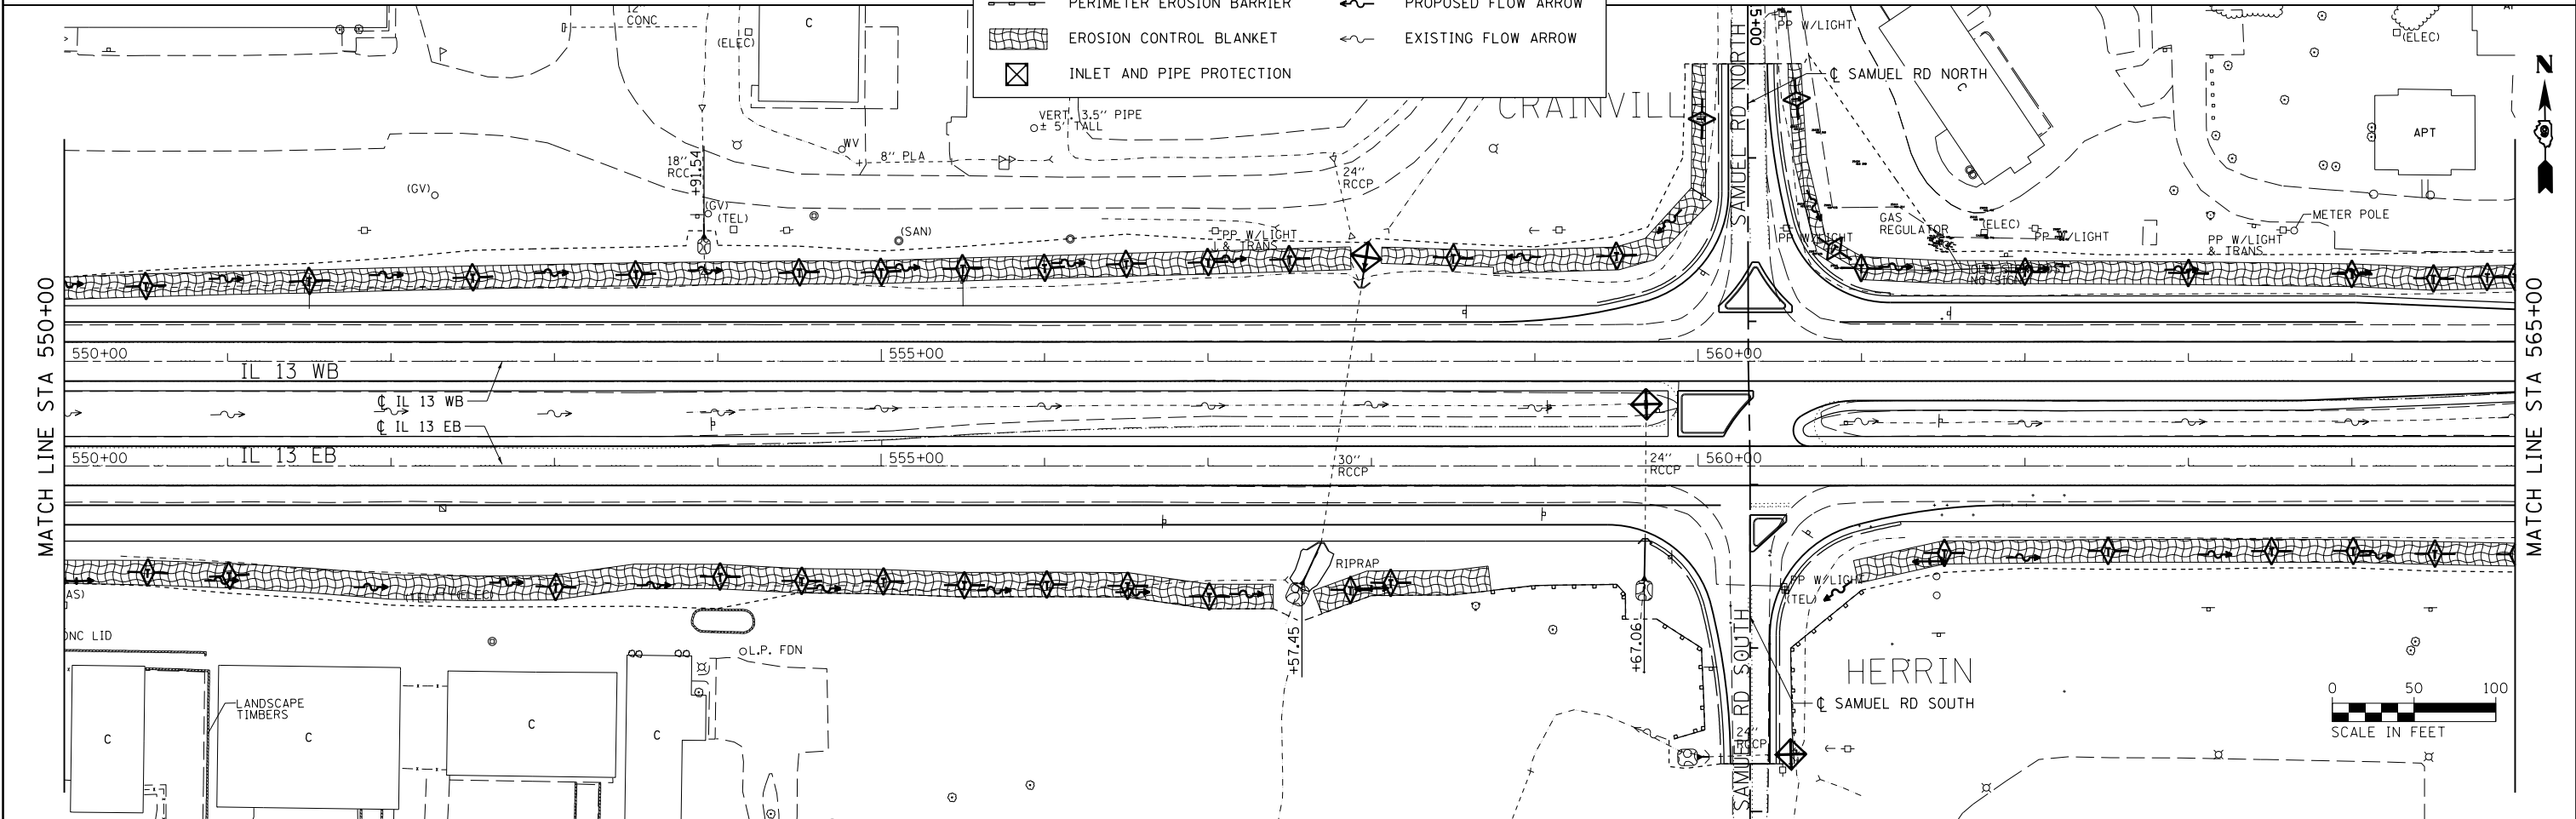 PERIMETER EROSION BARRIER
PROPOSED FLOW ARROW
EROSION CONTROL BLANKET
EXISTING FLOW ARROW
INLET AND PIPE PROTECTION
12"
CONC
C
(ELEC)
5+00
PP W/LIGHT
SAMUEL RD NORTH
℄ SAMUEL RD NORTH
C
(ELEC)
N
APT
CRAINVILL
VERT. 3.5" PIPE
± 5' TALL
WV
8" PLA
18"
RCC
+91.54
24"
RCCP
(GV)
(GV)
(TEL)
(SAN)
PP W/LIGHT
& TRANS
PP W/LIGHT
GAS
REGULATOR
(ELEC)
PP W/LIGHT
PP W/LIGHT
& TRANS
METER POLE
MATCH LINE STA 550+00
MATCH LINE STA 565+00
550+00
555+00
560+00
IL 13 WB
℄ IL 13 WB
℄ IL 13 EB
IL 13 EB
550+00
555+00
30"
RCCP
24"
RCCP
560+00
RIPRAP
PP W/LIGHT
(TEL)
(TEL)
(ELEC)
AS)
ONC LID
+57.45
+67.06
L.P. FDN
LANDSCAPE
TIMBERS
C
C
C
C
SAMUEL RD SOUTH
24"
RCCP
HERRIN
℄ SAMUEL RD SOUTH
0 50 100
SCALE IN FEET